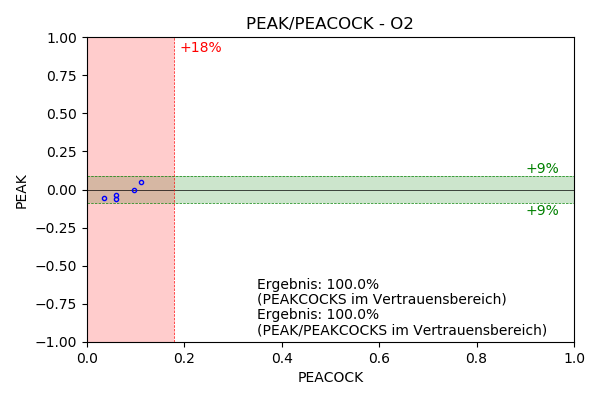 PEAK/PEACOCK - O2
1.00
+18%
0.75
0.50
0.25
+9%
0.00
PEAK
+9%
−0.25
−0.50
Ergebnis: 100.0%
−0.75
(PEAKCOCKS im Vertrauensbereich)
Ergebnis: 100.0%
(PEAK/PEAKCOCKS im Vertrauensbereich)
−1.00
0.0 0.2 0.4 0.6 0.8 1.0
PEACOCK